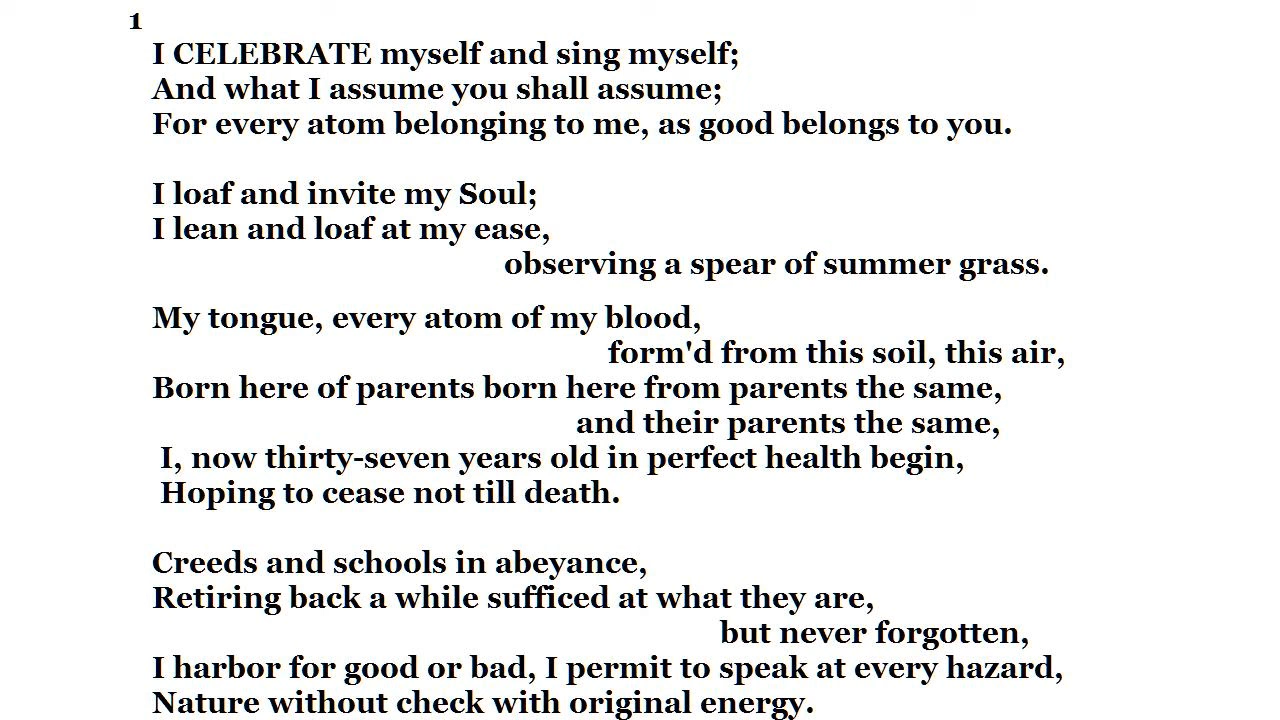 1
I CELEBRATE myself and sing myself;
And what I assume you shall assume;
For every atom belonging to me, as good belongs to you.
I loaf and invite my Soul;
I lean and loaf at my ease,
observing a spear of summer grass.
My tongue, every atom of my blood,
form'd from this soil, this air,
Born here of parents born here from parents the same,
and their parents the same,
I, now thirty-seven years old in perfect health begin,
Hoping to cease not till death.
Creeds and schools in abeyance,
Retiring back a while sufficed at what they are,
but never forgotten,
I harbor for good or bad, I permit to speak at every hazard,
Nature without check with original energy.